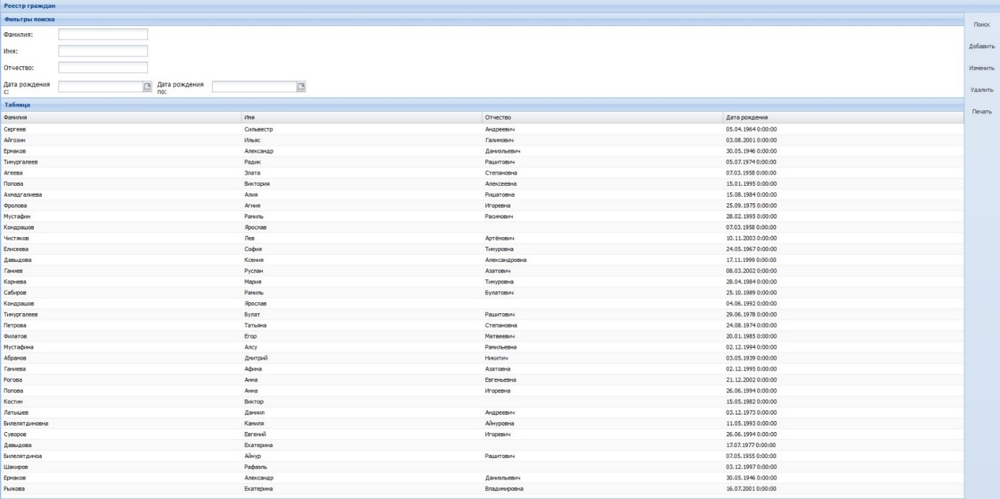 Реестр граждан
Фильтры поиска
Фамилия:
Имя:
Отчество:
Дата рождения с: Дата рождения по:
Поиск
Добавить
Изменить
Удалить
Печать
Таблица
Фамилия Имя Отчество Дата рождения
Сергеев Сильвестр Андреевич 05.04.1964 0:00:00
Айгозин Ильяс Галимович 03.08.2001 0:00:00
Ермаков Александр Даниэльевич 30.05.1946 0:00:00
Тимургалеев Радик Рашитович 05.07.1974 0:00:00
Агеева Злата Степановна 07.03.1958 0:00:00
Попова Виктория Алексеевна 15.01.1995 0:00:00
Ахмадгалиева Алия Ришатовна 15.08.1984 0:00:00
Фролова Агния Игоревна 25.09.1975 0:00:00
Мустафин Рамиль Расимович 28.02.1995 0:00:00
Кондрашов Ярослав 07.03.1958 0:00:00
Чистяков Лев Артёмович 10.11.2003 0:00:00
Елисеева София Тимуровна 24.05.1967 0:00:00
Давыдова Ксения Александровна 17.11.1999 0:00:00
Ганиев Руслан Азатович 08.03.2002 0:00:00
Корнева Мария Тимуровна 28.04.1984 0:00:00
Сабиров Рамиль Булатович 25.10.1989 0:00:00
Кондрашов Ярослав 04.06.1992 0:00:00
Тимургалеев Булат Рашитович 29.06.1978 0:00:00
Петрова Татьяна Степановна 24.08.1974 0:00:00
Филатов Егор Матвеевич 20.01.1985 0:00:00
Мустафина Алсу Рамильевна 02.12.1994 0:00:00
Абрамов Дмитрий Никитич 03.05.1939 0:00:00
Ганиева Афина Азатовна 02.12.1995 0:00:00
Рогова Анна Евгеньевна 21.12.2002 0:00:00
Попова Анна Игоревна 26.06.1994 0:00:00
Костин Виктор 15.05.1982 0:00:00
Латышев Даниил Андреевич 03.12.1973 0:00:00
Билелятдиновна Камиля Айнуровна 11.05.1993 0:00:00
Суворов Евгений Игоревич 26.06.1994 0:00:00
Давыдова Екатерина 17.07.1977 0:00:00
Билелятдиноа Айнур Рашитович 07.05.1955 0:00:00
Шакиров Рафаэль 03.12.1997 0:00:00
Ермаков Александр Даниэльевич 30.05.1946 0:00:00
Рыжова Екатерина Владимировна 16.07.2001 0:00:00